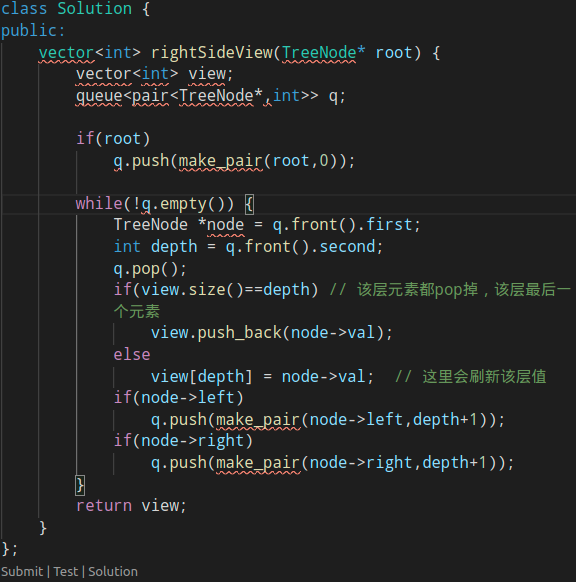 class Solution {
public:
    vector<int> rightSideView(TreeNode* root) {
        vector<int> view;
        queue<pair<TreeNode*,int>> q;
        if(root)
            q.push(make_pair(root,0));
        while(!q.empty()) {
            TreeNode *node = q.front().first;
            int depth = q.front().second;
            q.pop();
            if(view.size()==depth) // 该层元素都pop掉，该层最后一
            个元素
                view.push_back(node->val);
            else
                view[depth] = node->val;  // 这里会刷新该层值
            if(node->left)
                q.push(make_pair(node->left,depth+1));
            if(node->right)
                q.push(make_pair(node->right,depth+1));
        }
        return view;
    }
};
Submit | Test | Solution